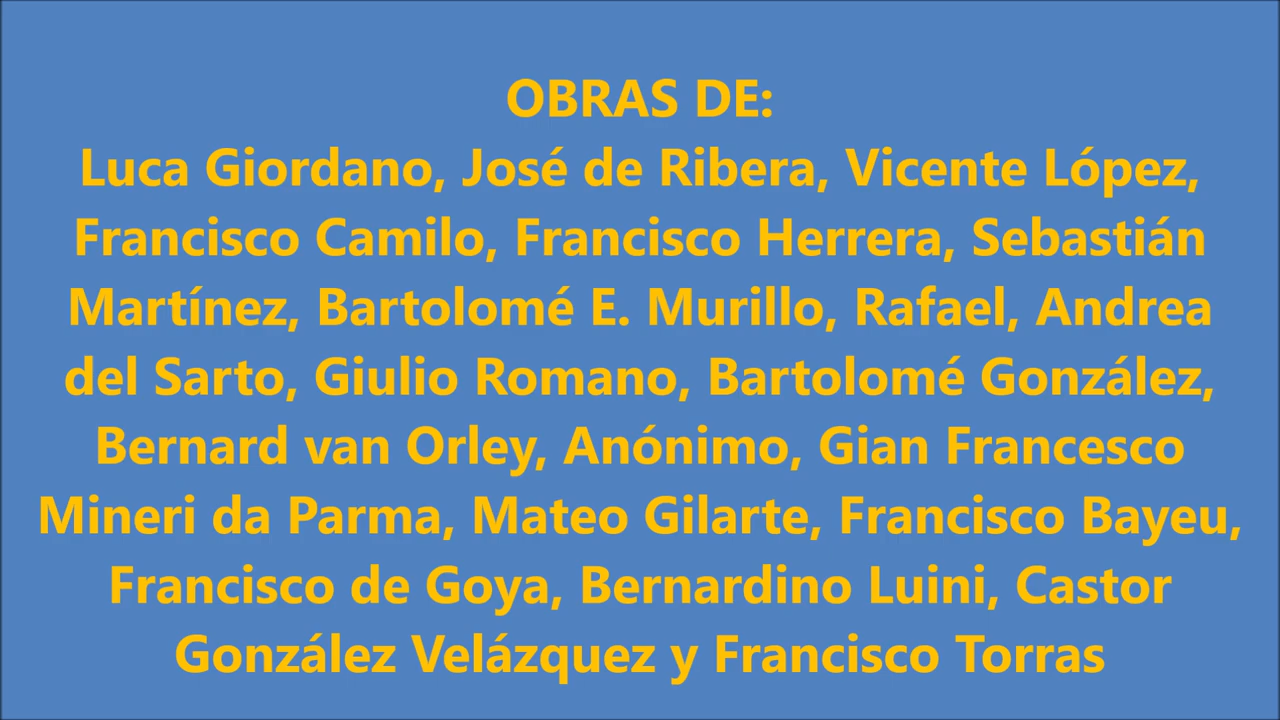 OBRAS DE:
Luca Giordano, José de Ribera, Vicente López,
Francisco Camilo, Francisco Herrera, Sebastián
Martínez, Bartolomé E. Murillo, Rafael, Andrea
del Sarto, Giulio Romano, Bartolomé González,
Bernard van Orley, Anónimo, Gian Francesco
Mineri da Parma, Mateo Gilarte, Francisco Bayeu,
Francisco de Goya, Bernardino Luini, Castor
González Velázquez y Francisco Torras